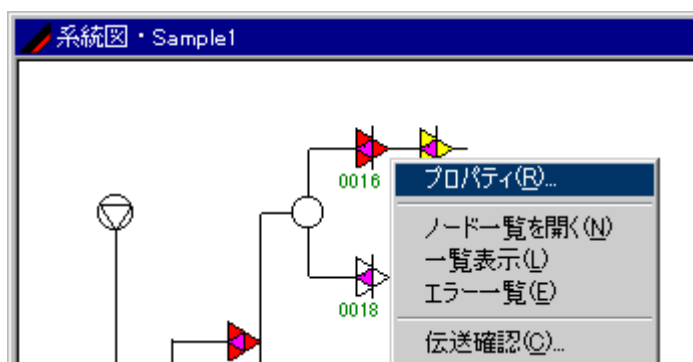 系統図・Sample1
0016
プロパティ(R)...
ノード一覧を開く(N)
一覧表示(L)
エラー一覧(E)
0018
伝送確認(C)...